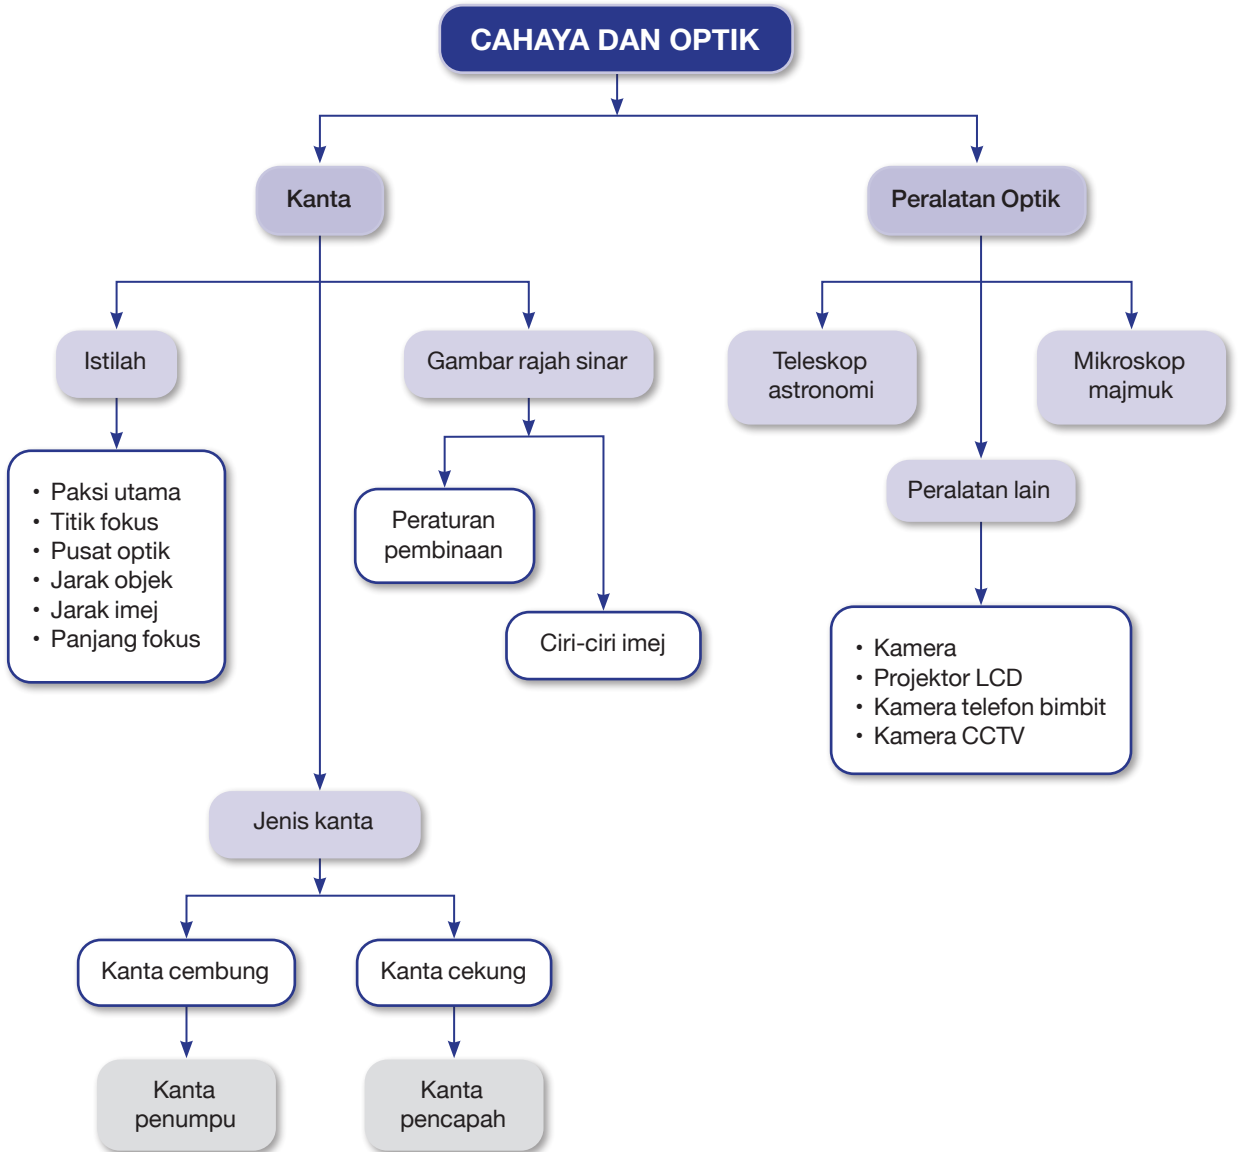 CAHAYA DAN OPTIK
Kanta
Peralatan Optik
Istilah
Gambar rajah sinar
Teleskop
astronomi
Mikroskop
majmuk
• Paksi utama
• Titik fokus
• Pusat optik
• Jarak objek
• Jarak imej
• Panjang fokus
Peraturan
pembinaan
Ciri-ciri imej
Peralatan lain
• Kamera
• Projektor LCD
• Kamera telefon bimbit
• Kamera CCTV
Jenis kanta
Kanta cembung
Kanta cekung
Kanta
penumpu
Kanta
pencapah